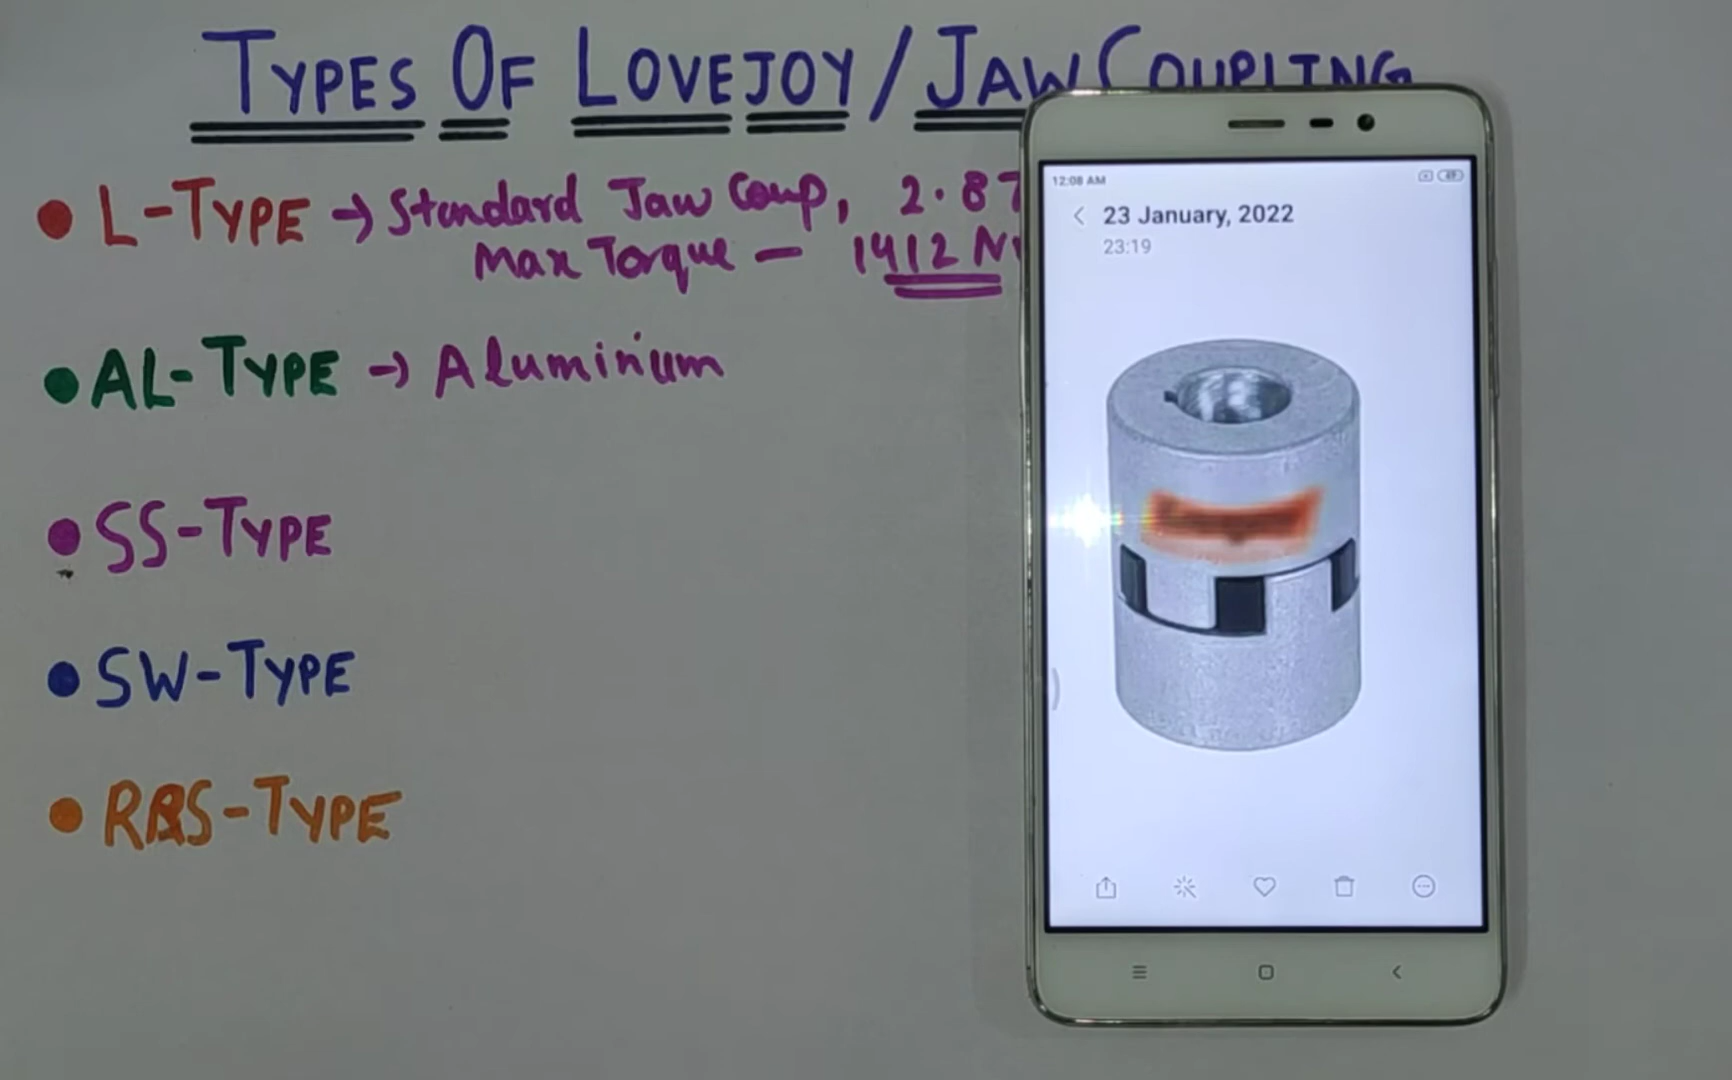 TYPES OF LOVEJOY / JAW COUPLING
L-TYPE → Standard Jaw Coup, 2.87
Max Torque - 1412 N
AL-TYPE → Aluminium
SS-TYPE
SW-TYPE
RRS-TYPE
12:08 AM
23 January, 2022
23:19